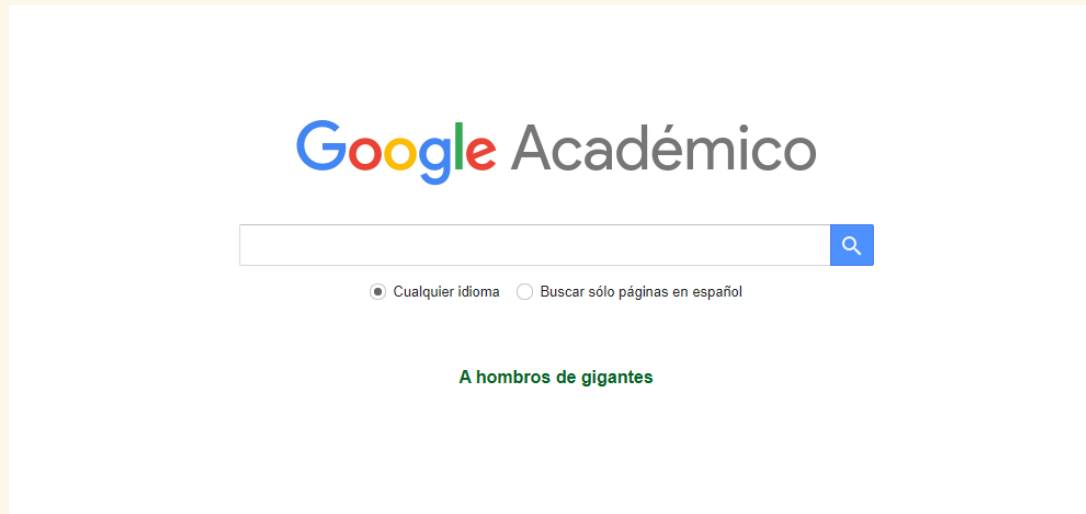 Google Académico
Cualquier idioma Buscar sólo páginas en español
A hombros de gigantes